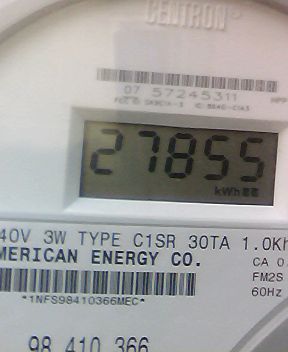 CENTRON®
07 57245311
27855
kWh
40V 3W TYPE C1SR 30TA 1.0Kh
MERICAN ENERGY CO.
CA 0.
FM2S
60Hz
*1NFS98410366MEC*
98 410 366